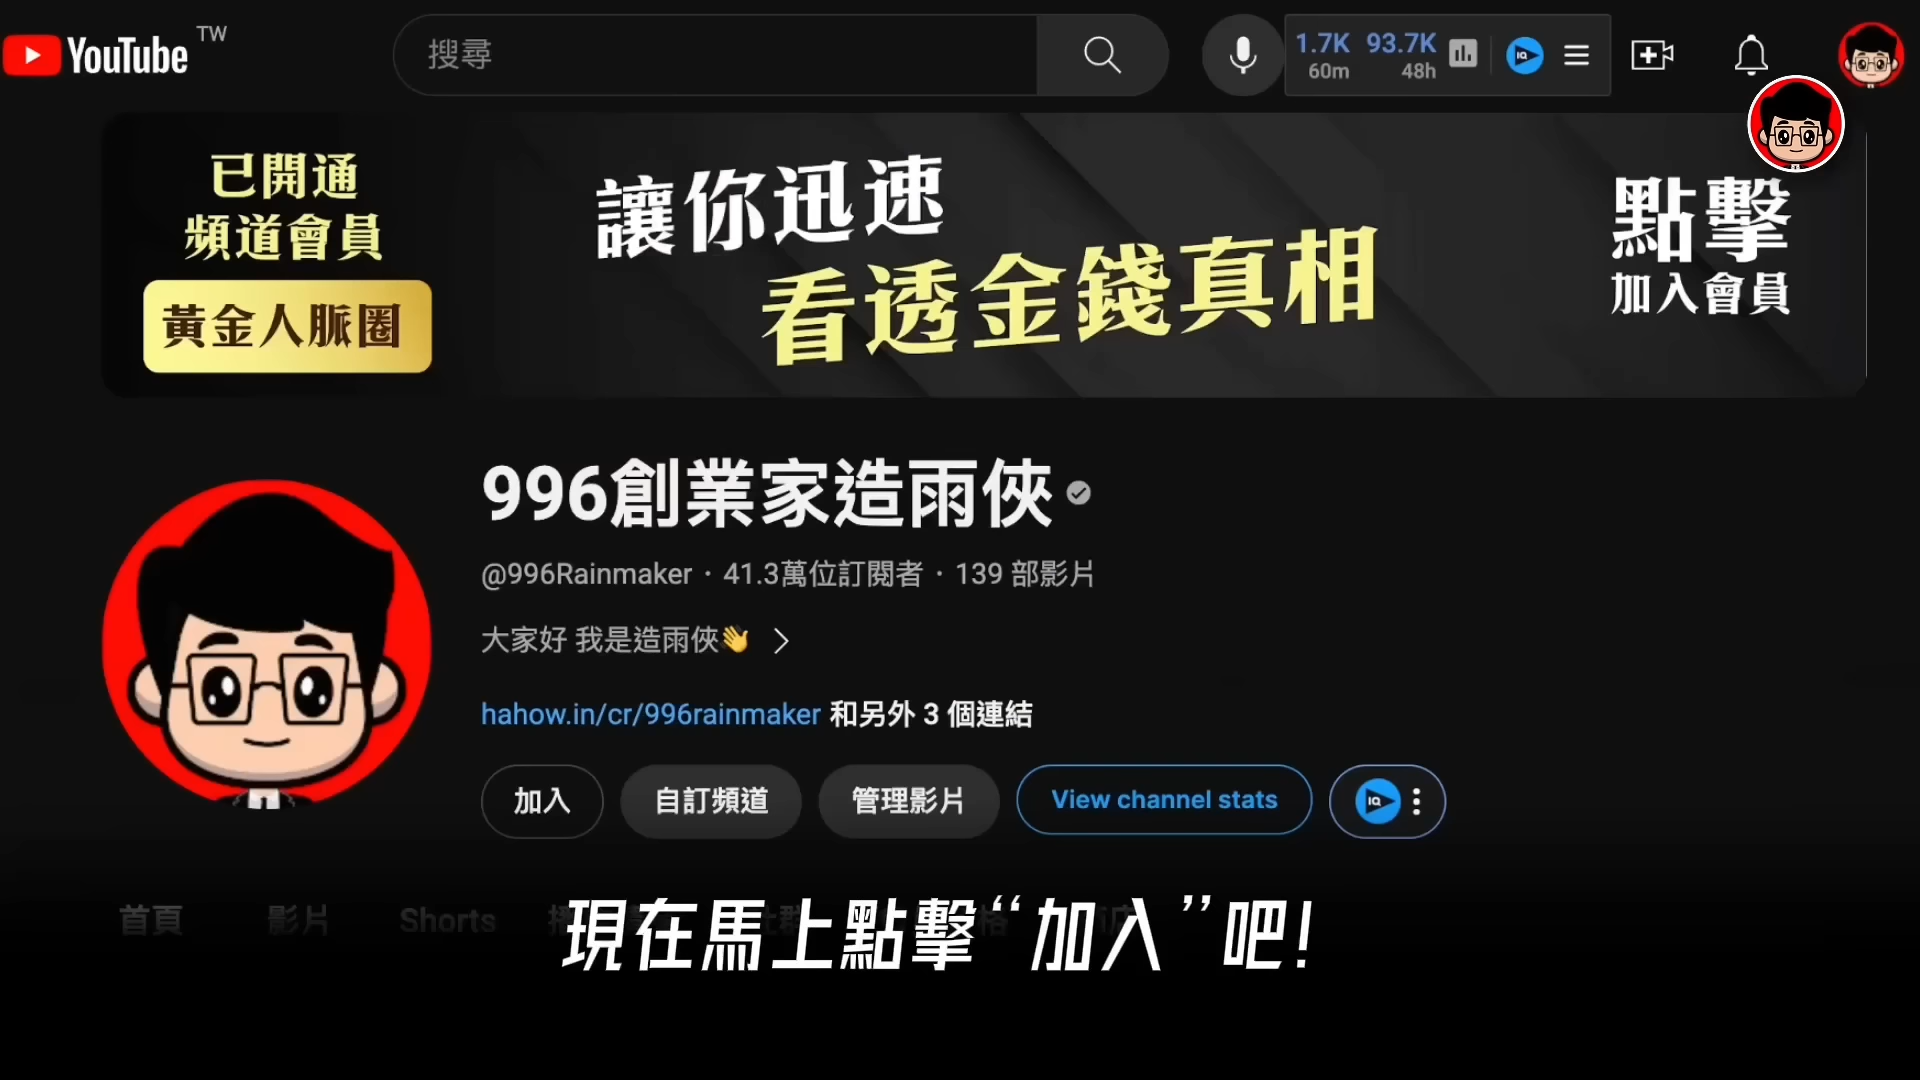 YouTube TW
搜尋
1.7K 93.7K
60m 48h
已開通
頻道會員
黃金人脈圈
讓你迅速
看透金錢真相
點擊
加入會員
996創業家造雨俠
@996Rainmaker · 41.3萬位訂閱者 · 139 部影片
大家好 我是造雨俠👋
hahow.in/cr/996rainmaker 和另外 3 個連結
加入
自訂頻道
管理影片
View channel stats
IQ
首頁 影片 Shorts
現在馬上點擊“加入”吧!